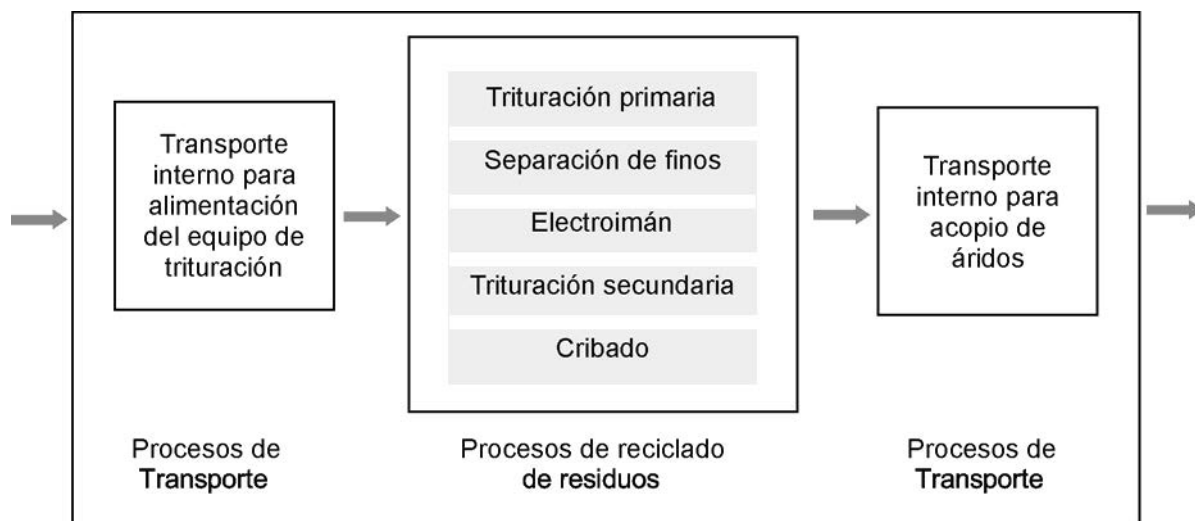 Transporte
interno para
alimentación
del equipo de
trituración
Trituración primaria
Separación de finos
Electroimán
Trituración secundaria
Cribado
Transporte
interno para
acopio de
áridos
Procesos de
Transporte
Procesos de reciclado
de residuos
Procesos de
Transporte